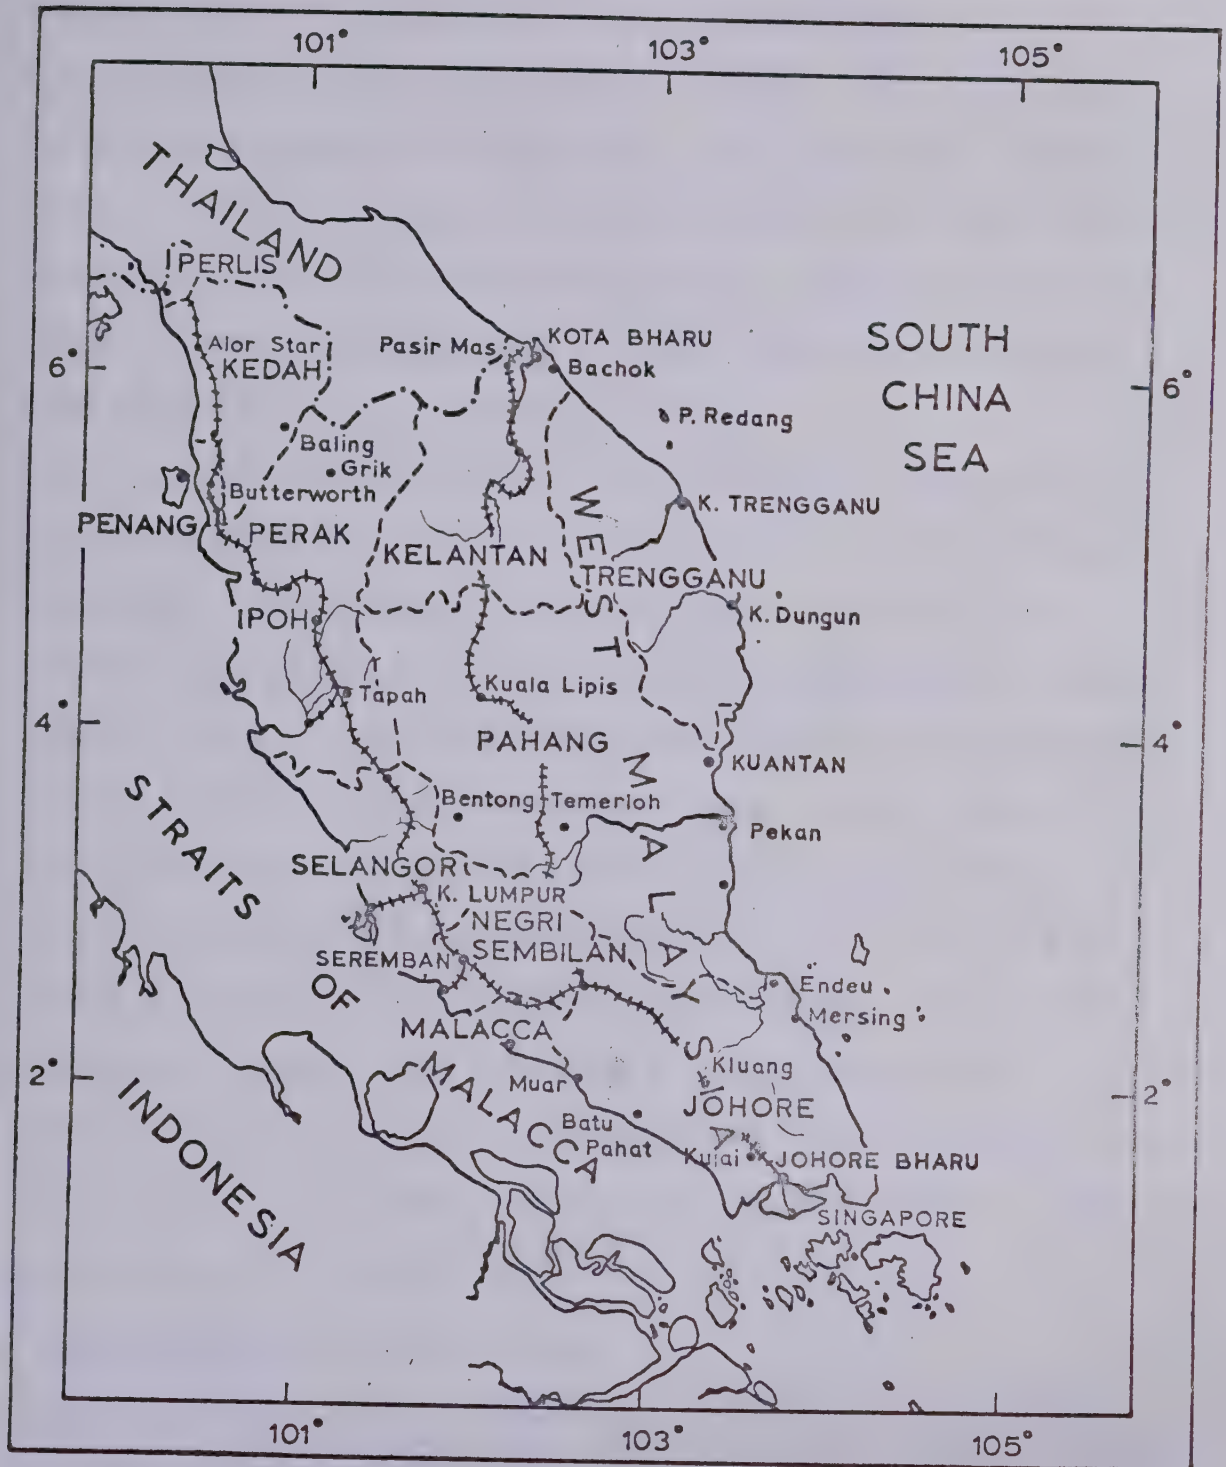 101°
103°
105°
THAILAND
PERLIS
Alor Star
KEDAH
Pasir Mas
KOTA BHARU
Bachok
SOUTH
CHINA
SEA
6°
6°
P. Redang
Baling
Grik
Butterworth
PENANG
PERAK
K. TRENGGANU
KELANTAN
TRENGGANU
WEST MALAYSIA
IPOH
K. Dungun
Tapah
Kuala Lipis
4°
4°
PAHANG
KUANTAN
Bentong
Temerloh
Pekan
STRAITS
OF
MALACCA
SELANGOR
K. LUMPUR
NEGRI
SEMBILAN
SEREMBAN
Endeu
Mersing
MALACCA
2°
2°
Kluang
Muar
JOHORE
Batu
Pahat
Kulai
JOHORE BHARU
SINGAPORE
INDONESIA
101°
103°
105°